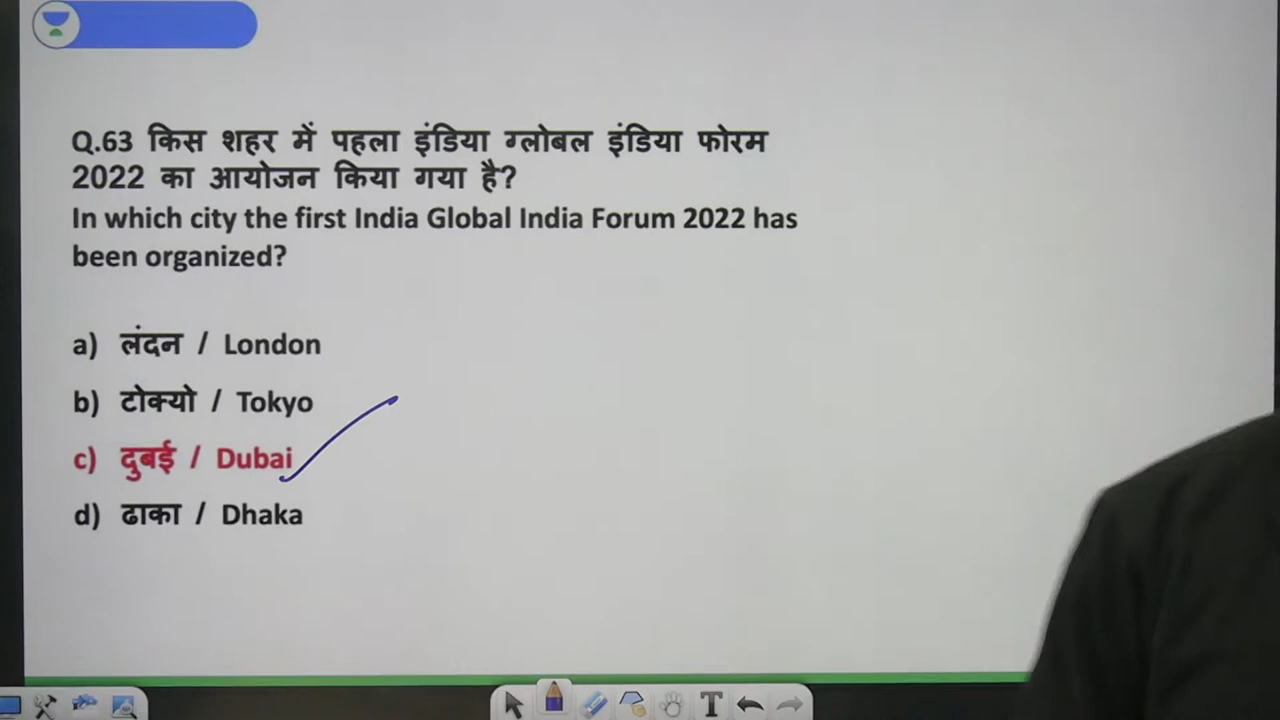 Q.63 किस शहर में पहला इंडिया ग्लोबल इंडिया फोरम
2022 का आयोजन किया गया है?
In which city the first India Global India Forum 2022 has
been organized?
a) लंदन / London
b) टोक्यो / Tokyo
c) दुबई / Dubai
d) ढाका / Dhaka
T